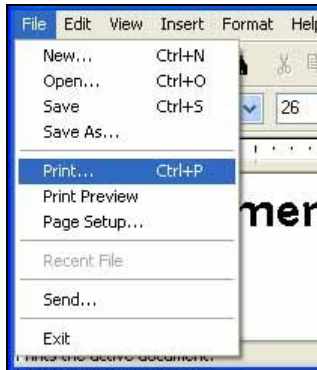 File Edit View Insert Format Help
New... Ctrl+N
Open... Ctrl+O
Save Ctrl+S
Save As...
26
Print... Ctrl+P
Print Preview
Page Setup...
Recent File
Send...
Exit
Prints the active document.